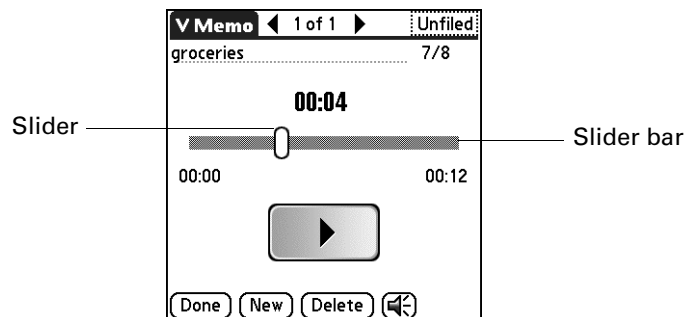 V Memo 1 of 1 Unfiled
groceries 7/8
00:04
Slider
Slider bar
00:00 00:12
Done New Delete